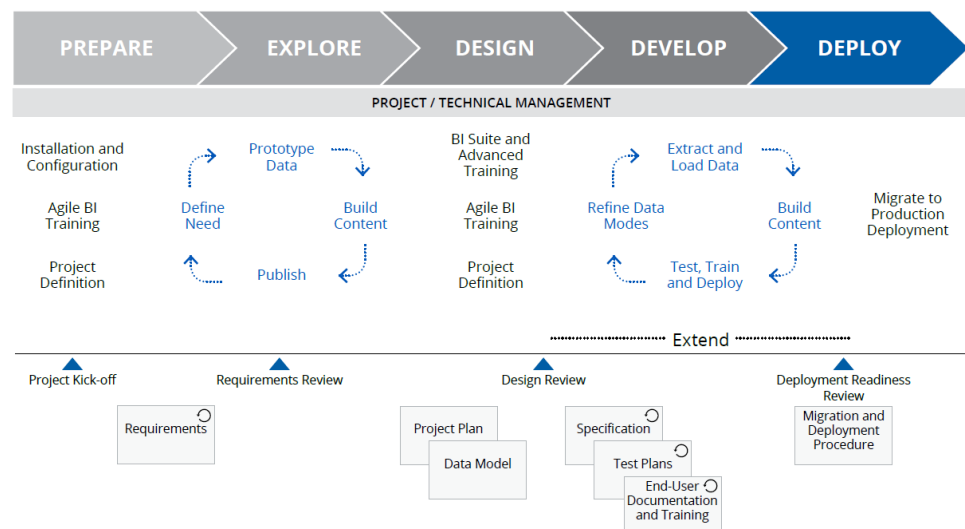 PREPARE
EXPLORE
DESIGN
DEVELOP
DEPLOY
PROJECT / TECHNICAL MANAGEMENT
Installation and
Configuration
Agile BI
Training
Project
Definition
Prototype
Data
Define
Need
Build
Content
Publish
BI Suite and
Advanced
Training
Agile BI
Training
Project
Definition
Extract and
Load Data
Refine Data
Modes
Build
Content
Test, Train
and Deploy
Migrate to
Production
Deployment
Extend
Project Kick-off
Requirements Review
Design Review
Deployment Readiness
Review
Requirements
Project Plan
Data Model
Specification
Test Plans
End-User
Documentation
and Training
Migration and
Deployment
Procedure